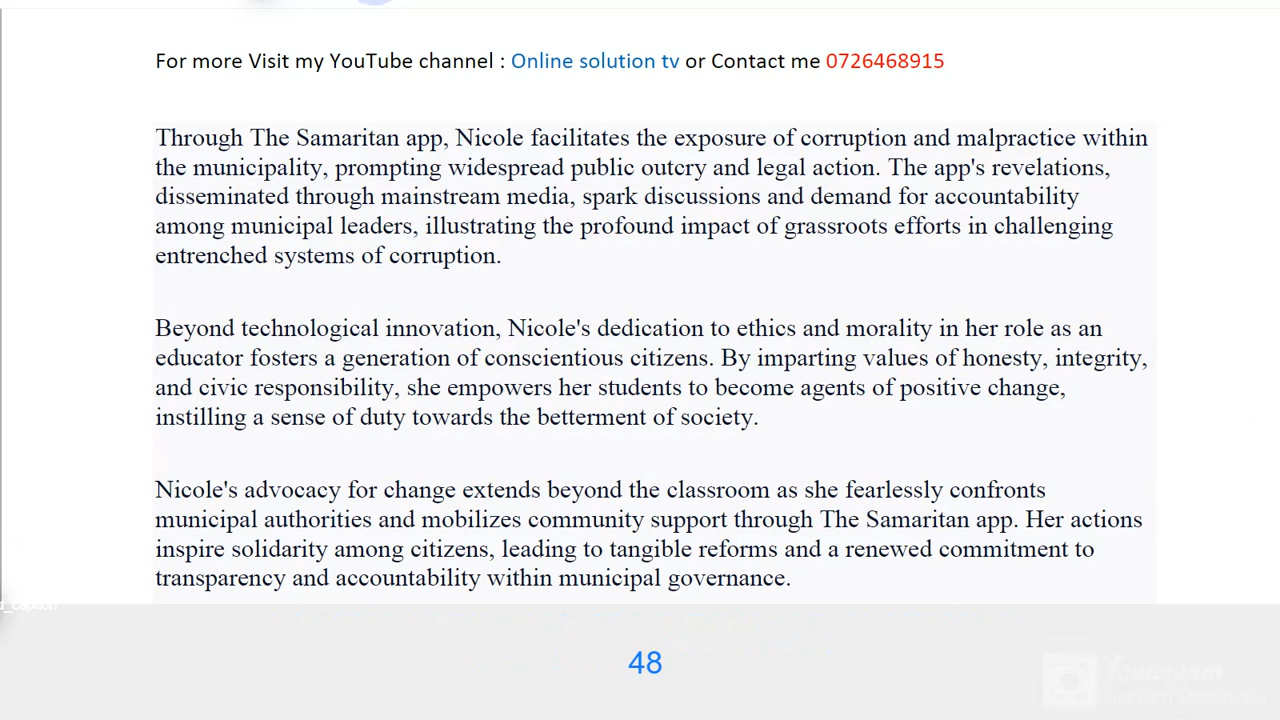 For more Visit my YouTube channel : Online solution tv or Contact me 0726468915
Through The Samaritan app, Nicole facilitates the exposure of corruption and malpractice within
the municipality, prompting widespread public outcry and legal action. The app's revelations,
disseminated through mainstream media, spark discussions and demand for accountability
among municipal leaders, illustrating the profound impact of grassroots efforts in challenging
entrenched systems of corruption.
Beyond technological innovation, Nicole's dedication to ethics and morality in her role as an
educator fosters a generation of conscientious citizens. By imparting values of honesty, integrity,
and civic responsibility, she empowers her students to become agents of positive change,
instilling a sense of duty towards the betterment of society.
Nicole's advocacy for change extends beyond the classroom as she fearlessly confronts
municipal authorities and mobilizes community support through The Samaritan app. Her actions
inspire solidarity among citizens, leading to tangible reforms and a renewed commitment to
transparency and accountability within municipal governance.
48